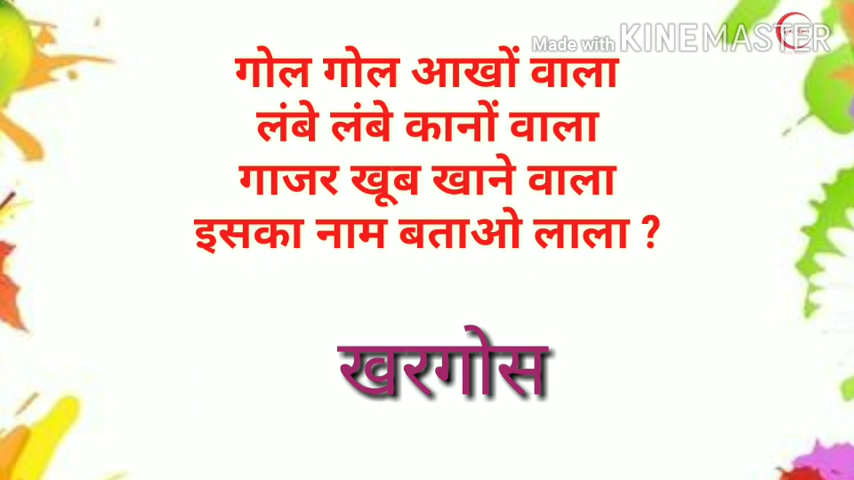 Made with KINEMASTER
गोल गोल आखों वाला
लंबे लंबे कानों वाला
गाजर खूब खाने वाला
इसका नाम बताओ लाला ?
खरगोस